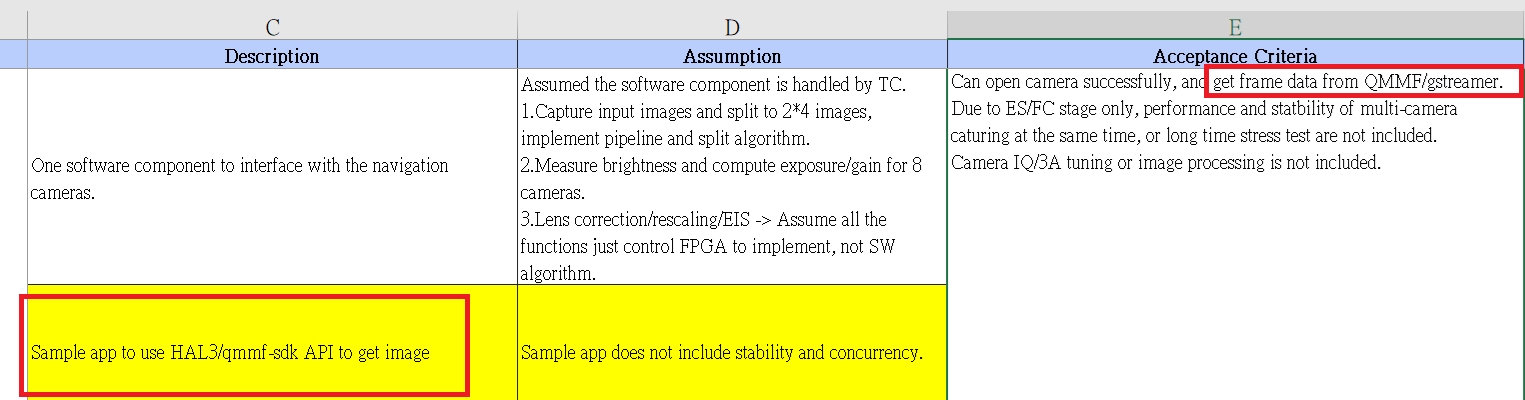 C
D
E
Description
Assumption
Acceptance Criteria
One software component to interface with the navigation
cameras.
Assumed the software component is handled by TC.
1.Capture input images and split to 2*4 images,
implement pipeline and split algorithm.
2.Measure brightness and compute exposure/gain for 8
cameras.
3.Lens correction/rescaling/EIS -> Assume all the
functions just control FPGA to implement, not SW
algorithm.
Can open camera successfully, and get frame data from QMMF/gstreamer.
Due to ES/FC stage only, performance and statbility of multi-camera
caturing at the same time, or long time stress test are not included.
Camera IQ/3A tuning or image processing is not included.
Sample app to use HAL3/qmmf-sdk API to get image
Sample app does not include stability and concurrency.